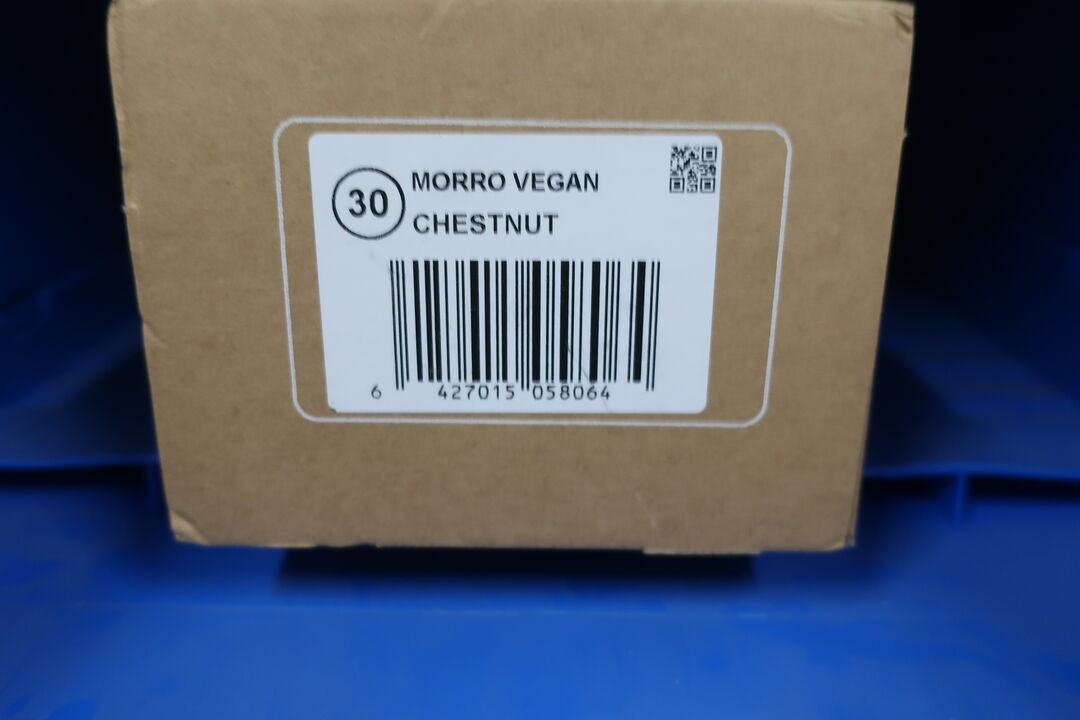 30
MORRO VEGAN
CHESTNUT
6 427015 058064